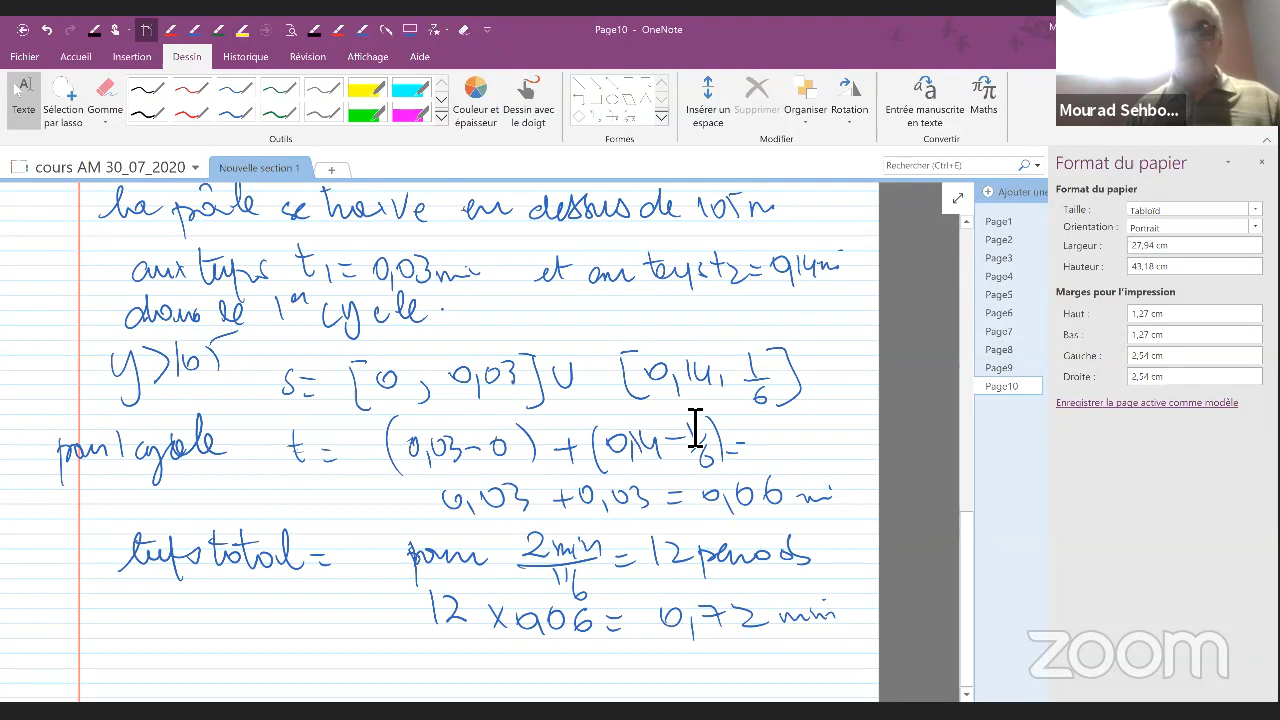 Page10 - OneNote
Fichier Accueil Insertion Dessin Historique Révision Affichage Aide
Texte
Sélection par lasso
Gomme
Couleur et épaisseur
Dessin avec le doigt
Insérer un espace
Supprimer
Organiser
Rotation
Entrée manuscrite en texte
Maths
Outils Formes Modifier Convertir
Mourad Sehbo...
cours AM 30_07_2020 Nouvelle section 1
Rechercher (Ctrl+E)
La pâle se trouve en dessus de 105 m
aux temps t1 = 0,03 min et au temps t2 = 0,14 min
dans le 1er cycle.
y > 105 s = [0, 0,03] ∪ [0,14, 1/6]
pour 1 cycle t = (0,03 - 0) + (0,14 - 1/6) =
0,03 + 0,03 = 0,06 mi
temps total = pour 2min / 1/6 = 12 periods
12 × 0,06 = 0,72 min
Ajouter une
Page1
Page2
Page3
Page4
Page5
Page6
Page7
Page8
Page9
Page10
Format du papier
Format du papier
Taille : Tabloïd
Orientation : Portrait
Largeur : 27,94 cm
Hauteur : 43,18 cm
Marges pour l'impression
Haut : 1,27 cm
Bas : 1,27 cm
Gauche : 2,54 cm
Droite : 2,54 cm
Enregistrer la page active comme modèle
zoom